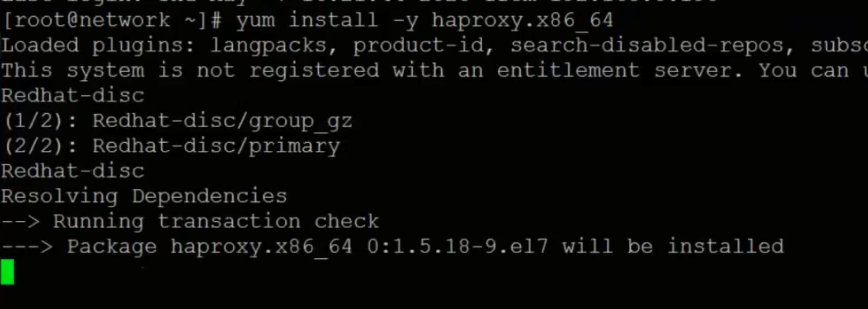 [root@network ~]# yum install -y haproxy.x86_64
Loaded plugins: langpacks, product-id, search-disabled-repos,
This system is not registered with an entitlement server. You can
Redhat-disc
(1/2): Redhat-disc/group_gz
(2/2): Redhat-disc/primary
Redhat-disc
Resolving Dependencies
--> Running transaction check
---> Package haproxy.x86_64 0:1.5.18-9.el7 will be installed